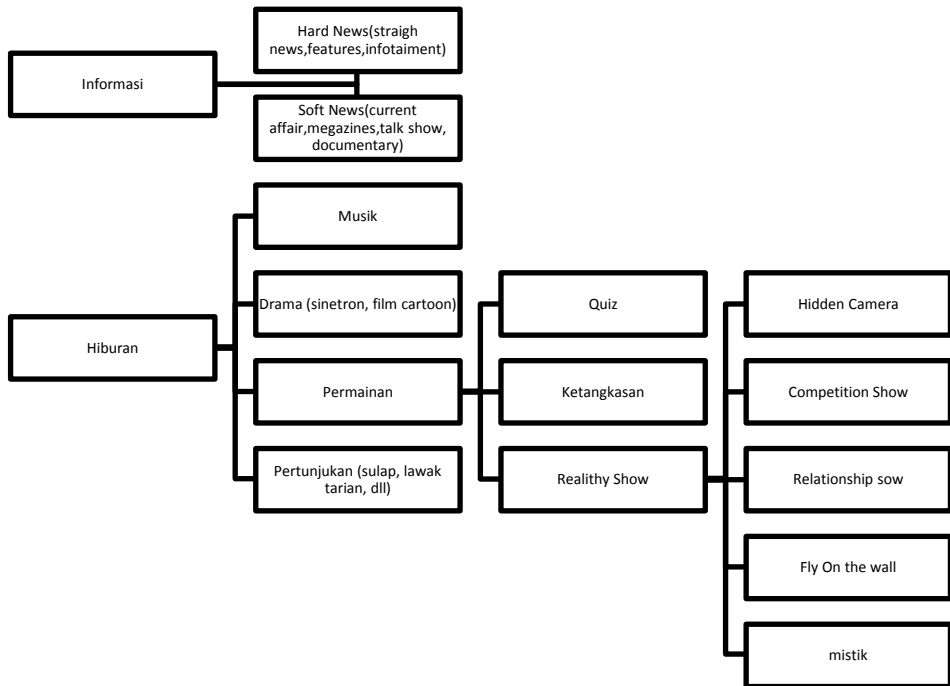 Hard News(straigh
news,features,infotaiment)
Informasi
Soft News(current
affair,megazines,talk show,
documentary)
Musik
Drama (sinetron, film cartoon)
Quiz
Hidden Camera
Hiburan
Permainan
Ketangkasan
Competition Show
Pertunjukan (sulap, lawak
tarian, dll)
Realithy Show
Relationship sow
Fly On the wall
mistik